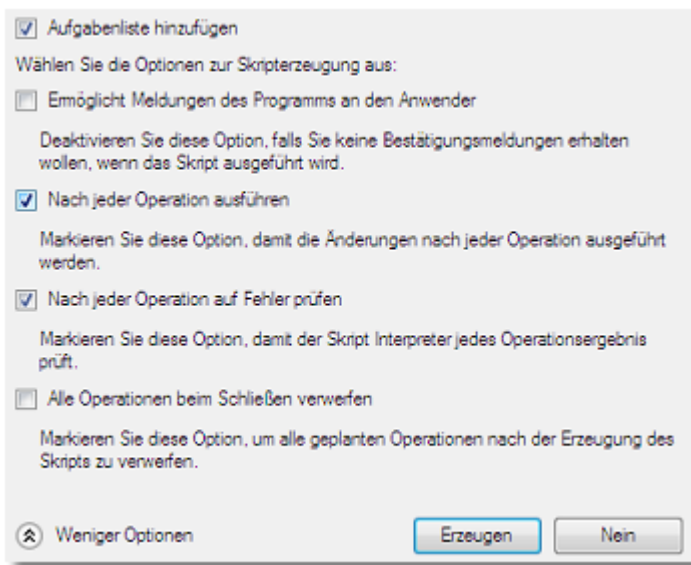 Aufgabenliste hinzufügen
Wählen Sie die Optionen zur Skripterzeugung aus:
Ermöglicht Meldungen des Programms an den Anwender
Deaktivieren Sie diese Option, falls Sie keine Bestätigungsmeldungen erhalten
wollen, wenn das Skript ausgeführt wird.
Nach jeder Operation ausführen
Markieren Sie diese Option, damit die Änderungen nach jeder Operation ausgeführt
werden.
Nach jeder Operation auf Fehler prüfen
Markieren Sie diese Option, damit der Skript Interpreter jedes Operationsergebnis
prüft.
Alle Operationen beim Schließen verwerfen
Markieren Sie diese Option, um alle geplanten Operationen nach der Erzeugung des
Skripts zu verwerfen.
Weniger Optionen Erzeugen Nein